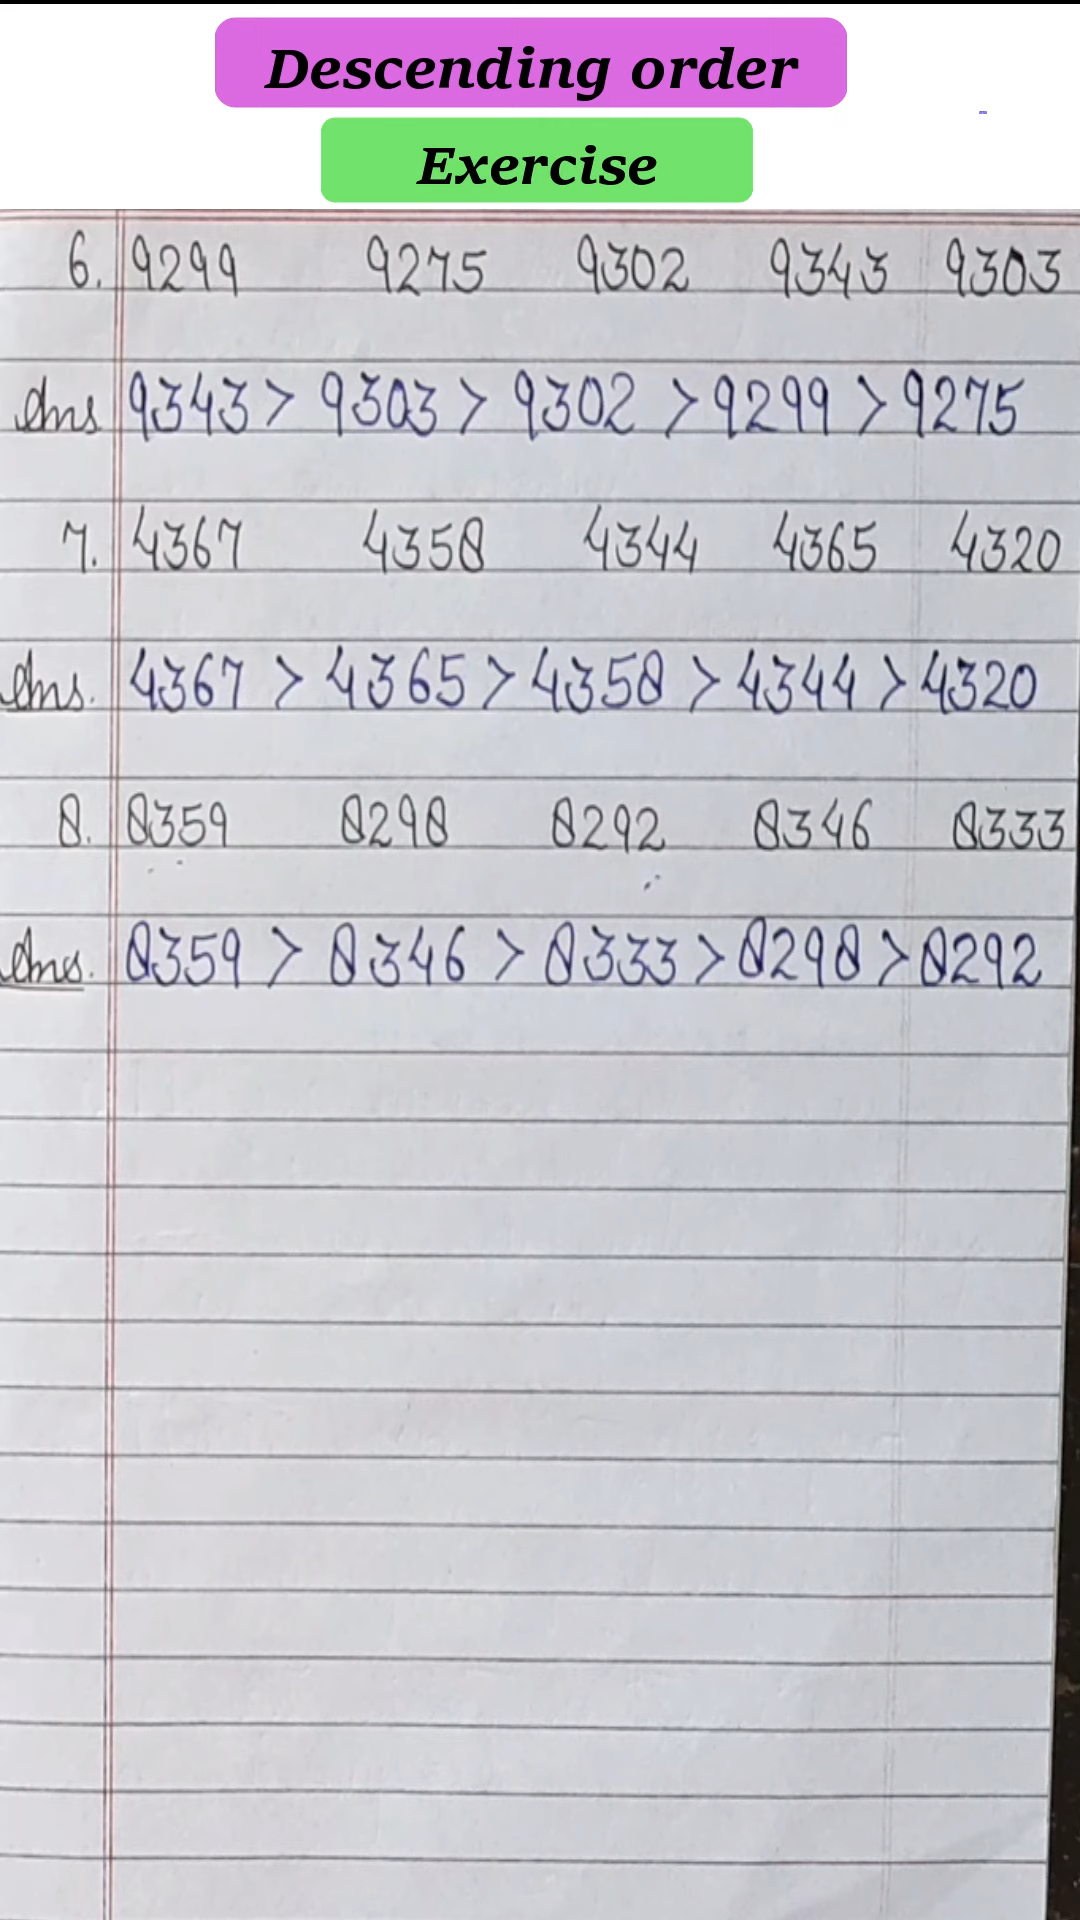 Descending order
Exercise
6. 9299 9275 9302 9343 9303
Ans 9343 > 9303 > 9302 > 9299 > 9275
7. 4367 4358 4344 4365 4320
Ans. 4367 > 4365 > 4358 > 4344 > 4320
8. 8359 8298 8292 8346 8333
Ans. 8359 > 8346 > 8333 > 8298 > 8292